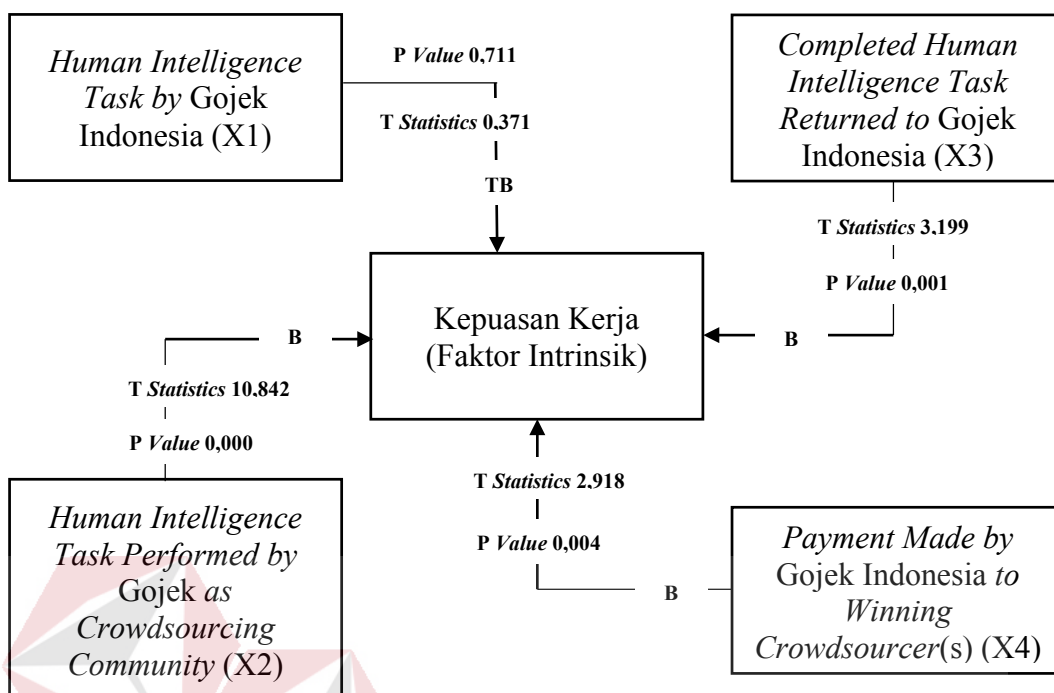 Human Intelligence
Task by Gojek
Indonesia (X1)
P Value 0,711
T Statistics 0,371
TB
Completed Human
Intelligence Task
Returned to Gojek
Indonesia (X3)
T Statistics 3,199
P Value 0,001
B
Kepuasan Kerja
(Faktor Intrinsik)
B
T Statistics 10,842
P Value 0,000
Human Intelligence
Task Performed by
Gojek as
Crowdsourcing
Community (X2)
T Statistics 2,918
P Value 0,004
B
Payment Made by
Gojek Indonesia to
Winning
Crowdsourcer(s) (X4)